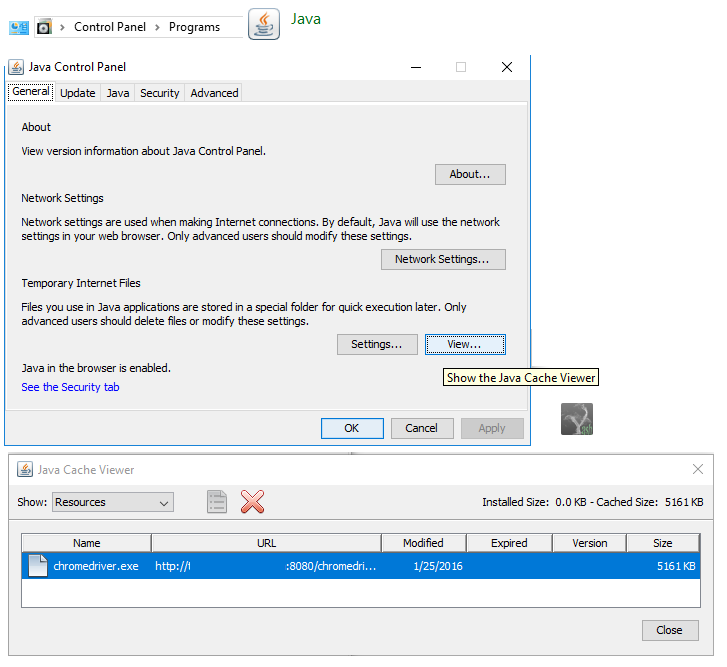 Control Panel > Programs
Java
Java Control Panel
General Update Java Security Advanced
About
View version information about Java Control Panel.
About...
Network Settings
Network settings are used when making Internet connections. By default, Java will use the network
settings in your web browser. Only advanced users should modify these settings.
Network Settings...
Temporary Internet Files
Files you use in Java applications are stored in a special folder for quick execution later. Only
advanced users should delete files or modify these settings.
Settings... View...
Java in the browser is enabled.
Show the Java Cache Viewer
See the Security tab
OK Cancel Apply
Java Cache Viewer
Show: Resources Installed Size: 0.0 KB - Cached Size: 5161 KB
Name URL Modified Expired Version Size
chromedriver.exe http:// :8080/chromedri... 1/25/2016 5161 KB
Close